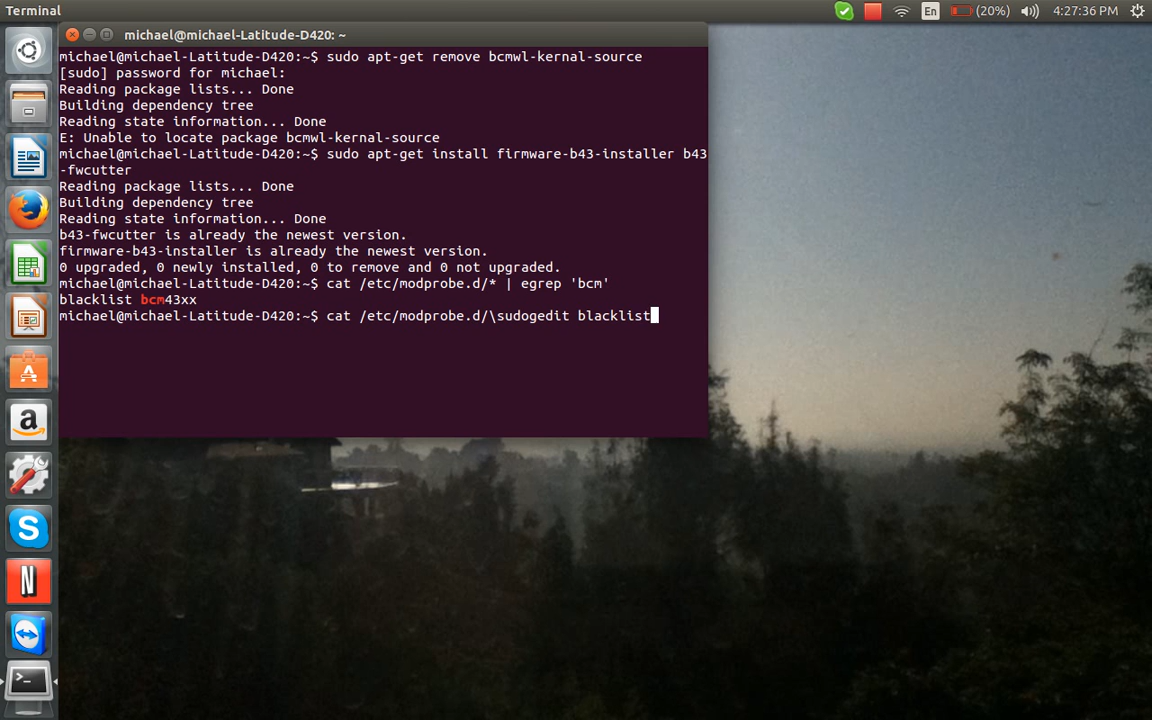 Terminal
En
(20%)
4:27:36 PM
michael@michael-Latitude-D420: ~
michael@michael-Latitude-D420:~$ sudo apt-get remove bcmwl-kernal-source
[sudo] password for michael:
Reading package lists... Done
Building dependency tree
Reading state information... Done
E: Unable to locate package bcmwl-kernal-source
michael@michael-Latitude-D420:~$ sudo apt-get install firmware-b43-installer b43
-fwcutter
Reading package lists... Done
Building dependency tree
Reading state information... Done
b43-fwcutter is already the newest version.
firmware-b43-installer is already the newest version.
0 upgraded, 0 newly installed, 0 to remove and 0 not upgraded.
michael@michael-Latitude-D420:~$ cat /etc/modprobe.d/* | egrep 'bcm'
blacklist bcm43xx
michael@michael-Latitude-D420:~$ cat /etc/modprobe.d/\sudogedit blacklist